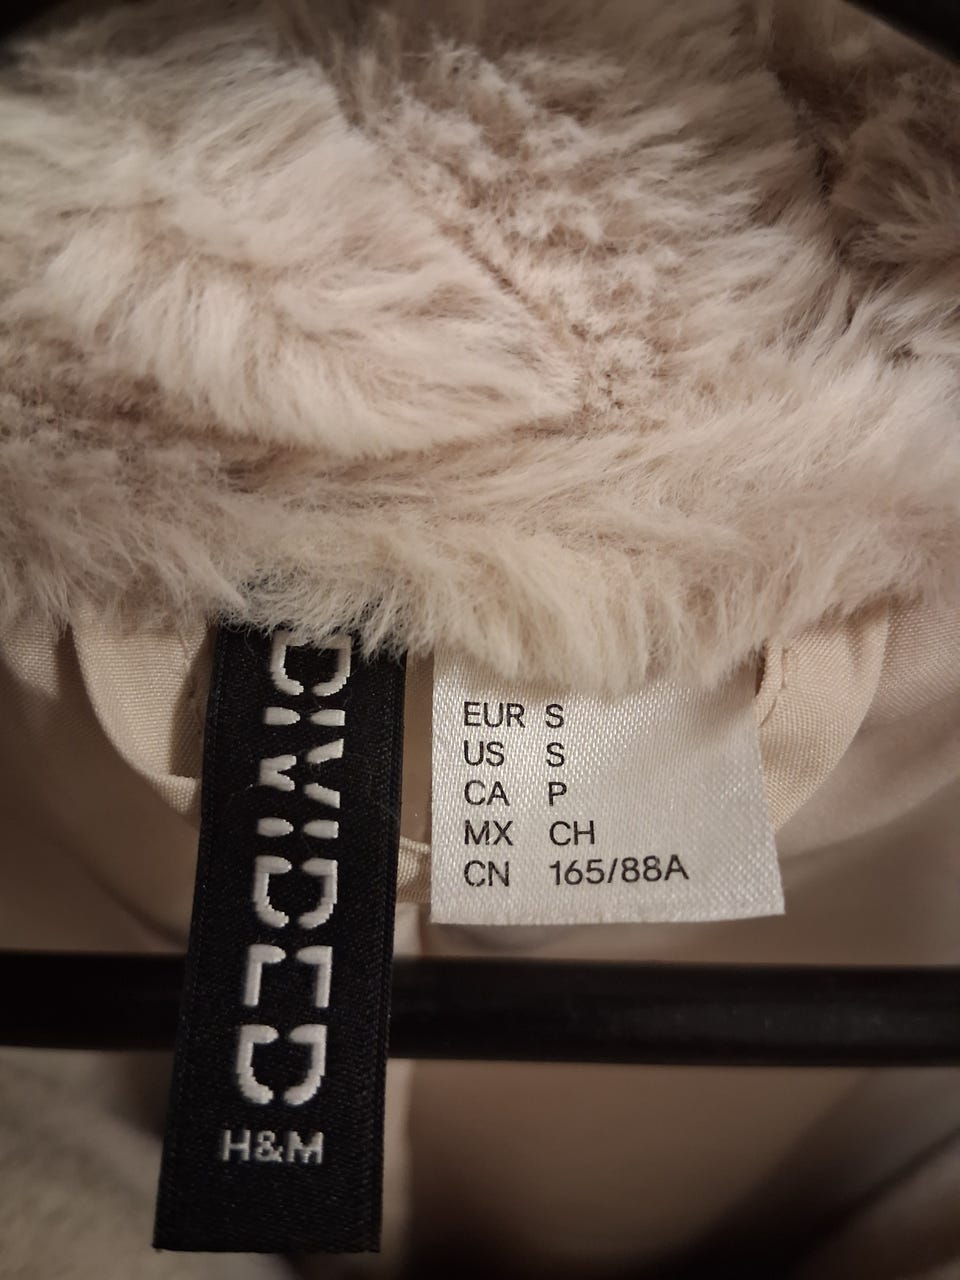 DIVIDED
H&M
EUR S
US S
CA P
MX CH
CN 165/88A